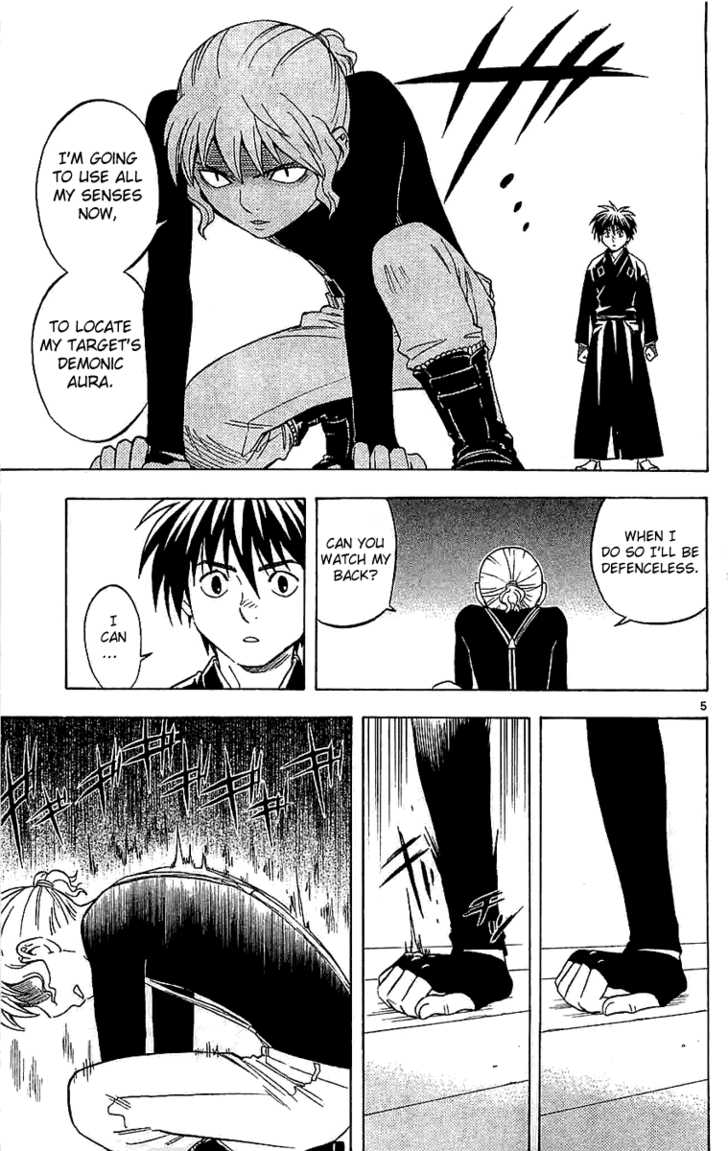 I'M GOING
TO USE ALL
MY SENSES
NOW,
TO LOCATE
MY TARGET'S
DEMONIC
AURA.
WHEN I
DO SO I'LL BE
DEFENCELESS.
CAN YOU
WATCH MY
BACK?
I
CAN
...
5